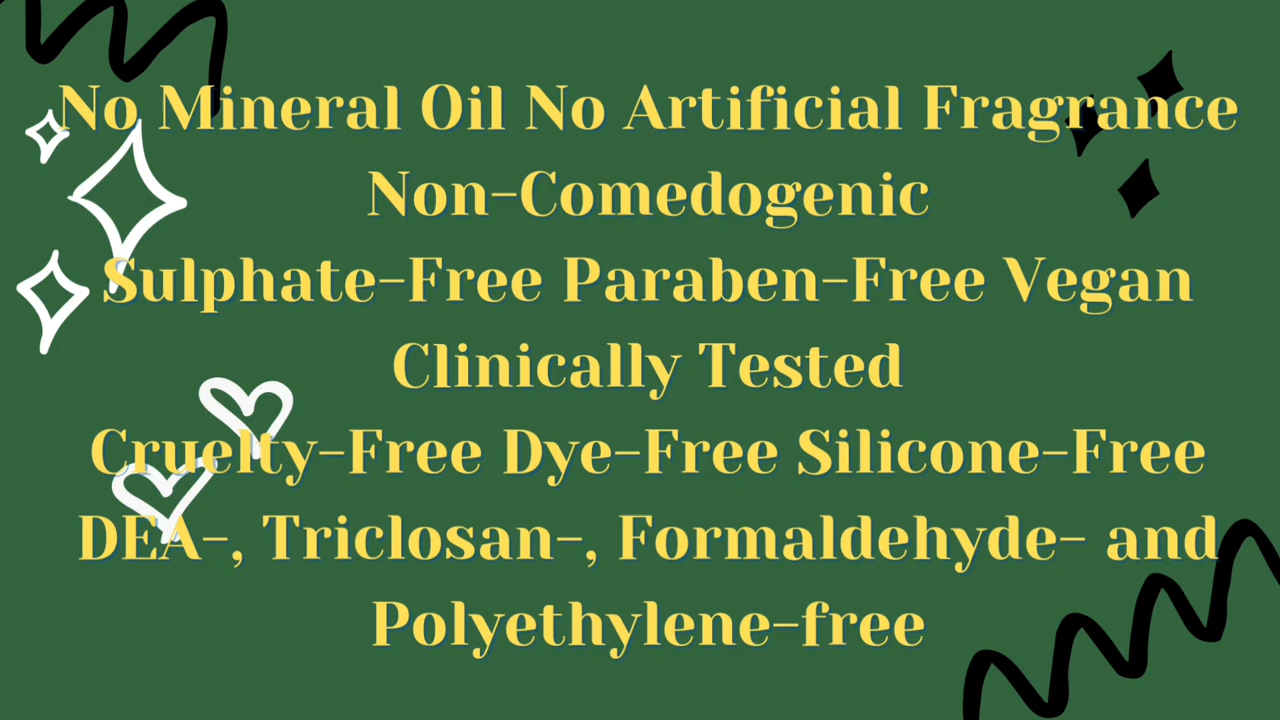 No Mineral Oil No Artificial Fragrance
Non-Comedogenic
Sulphate-Free Paraben-Free Vegan
Clinically Tested
Cruelty-Free Dye-Free Silicone-Free
DEA-, Triclosan-, Formaldehyde- and
Polyethylene-free